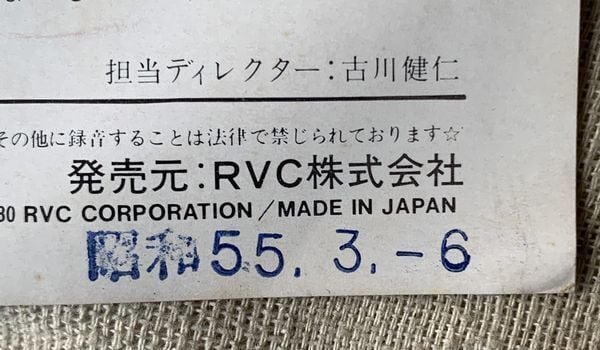 担当ディレクター:古川健仁
その他に録音することは法律で禁じられております☆
発売元:RVC株式会社
80 RVC CORPORATION/MADE IN JAPAN
昭和55.3.-6